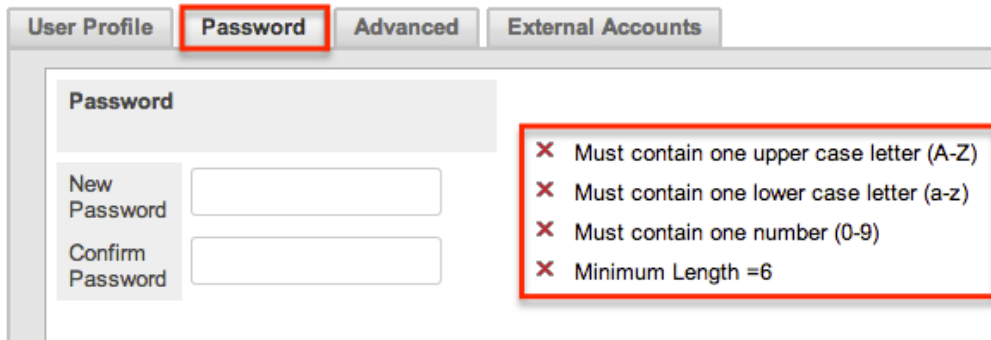 User Profile Password Advanced External Accounts
Password
Must contain one upper case letter (A-Z)
Must contain one lower case letter (a-z)
Must contain one number (0-9)
Minimum Length =6
New
Password
Confirm
Password